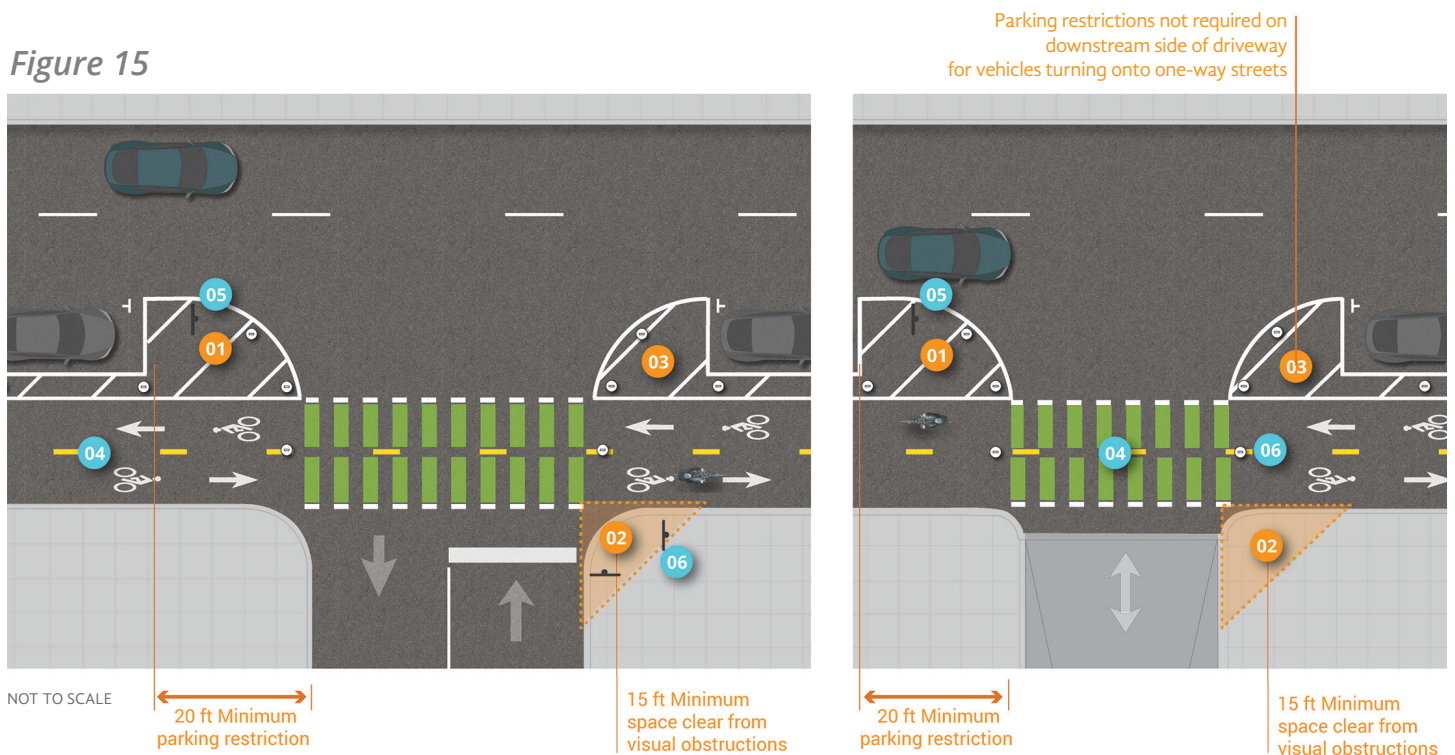 Parking restrictions not required on
downstream side of driveway
for vehicles turning onto one-way streets
Figure 15
05
01
03
04
02
06
05
01
03
04
06
02
NOT TO SCALE
20 ft Minimum
parking restriction
15 ft Minimum
space clear from
visual obstructions
20 ft Minimum
parking restriction
15 ft Minimum
space clear from
visual obstructions